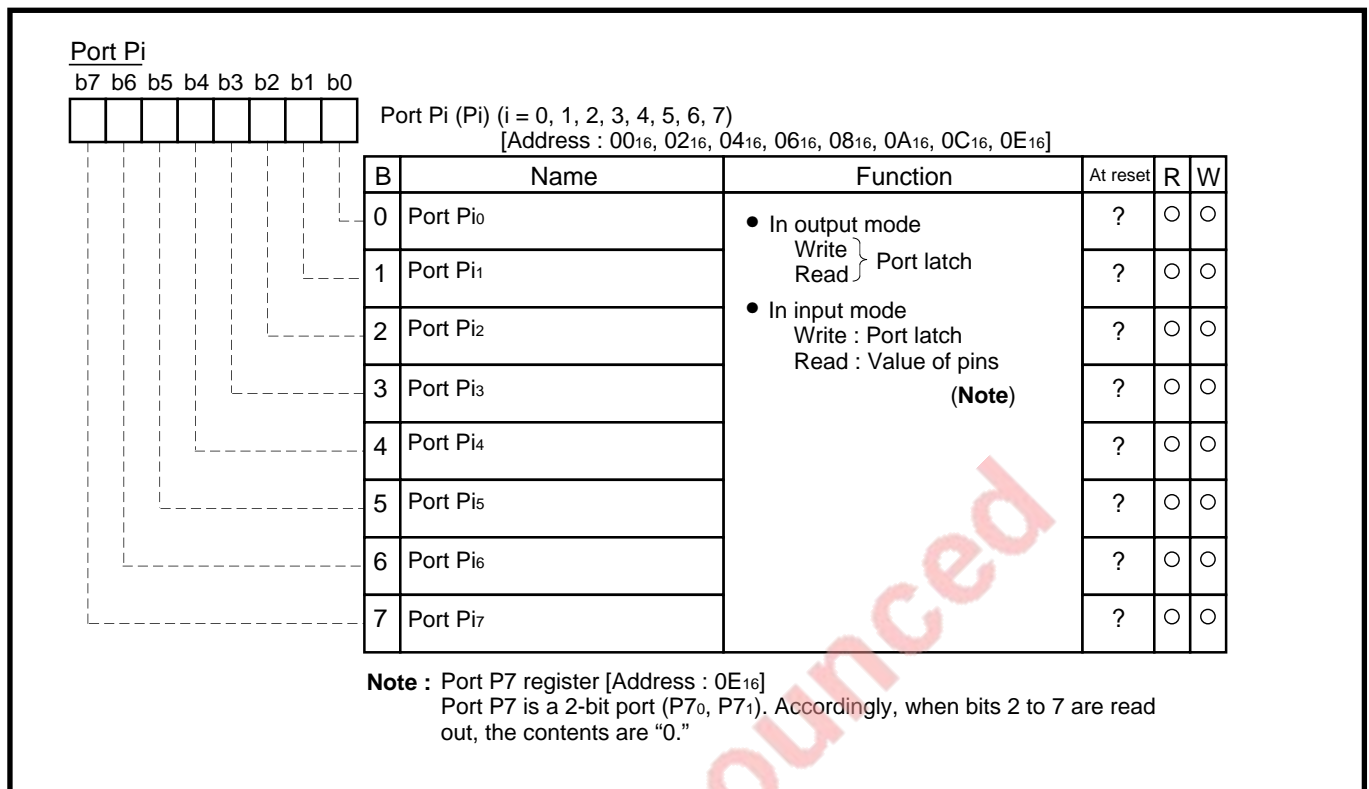 Port Pi
b7 b6 b5 b4 b3 b2 b1 b0
Port Pi (Pi) (i = 0, 1, 2, 3, 4, 5, 6, 7)
[Address : 0016, 0216, 0416, 0616, 0816, 0A16, 0C16, 0E16]
B Name Function At reset R W
0 Port Pi0 ? ○ ○
● In output mode
Write
Read } Port latch
1 Port Pi1 ? ○ ○
● In input mode
2 Port Pi2 ? ○ ○
Write : Port latch
Read : Value of pins
3 Port Pi3 ? ○ ○
(Note)
4 Port Pi4 ? ○ ○
5 Port Pi5 ? ○ ○
6 Port Pi6 ? ○ ○
7 Port Pi7 ? ○ ○
Note : Port P7 register [Address : 0E16]
Port P7 is a 2-bit port (P70, P71). Accordingly, when bits 2 to 7 are read
out, the contents are “0.”